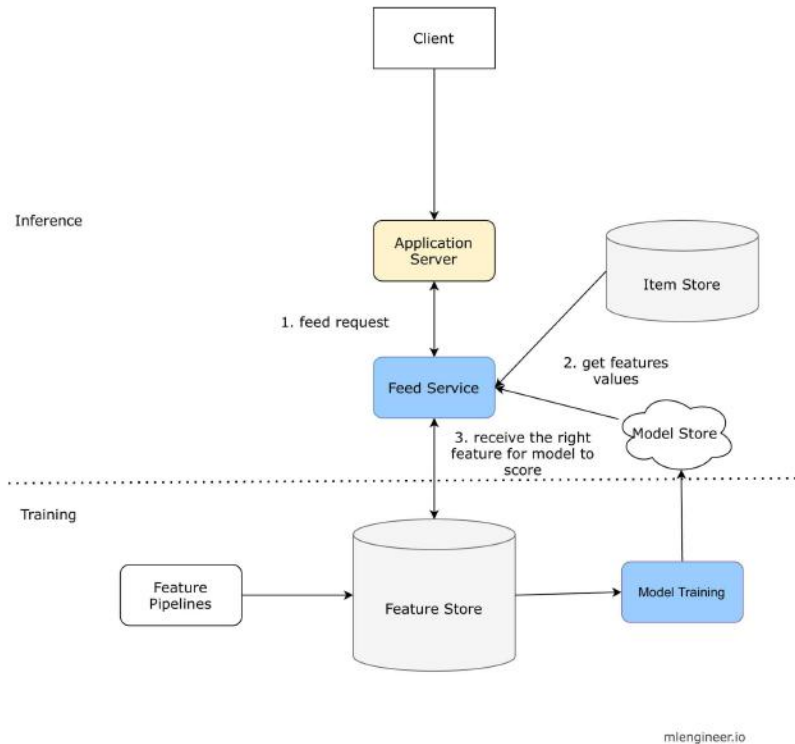 Client
Inference
Application
Server
Item Store
1. feed request
2. get features
values
Feed Service
Model Store
3. receive the right
feature for model to
score
Training
Feature
Pipelines
Feature Store
Model Training
mlengineer.io